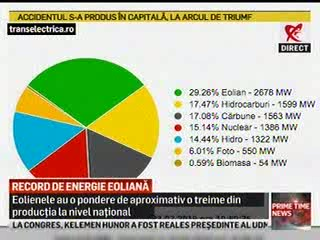 ACCIDENTUL S-A PRODUS ÎN CAPITALĂ, LA ARCUL DE TRIUMF
transelectrica.ro
DIRECT
29.26% Eolian - 2678 MW
17.47% Hidrocarburi - 1599 MW
17.08% Cărbune - 1563 MW
15.14% Nuclear - 1386 MW
14.44% Hidro - 1322 MW
6.01% Foto - 550 MW
0.59% Biomasa - 54 MW
RECORD DE ENERGIE EOLIANĂ
Eolienele au o pondere de aproximativ o treime din
producția la nivel național
PRIME TIME
NEWS
LA CONGRES, KELEMEN HUNOR A FOST REALES PREȘEDINTE AL UDM